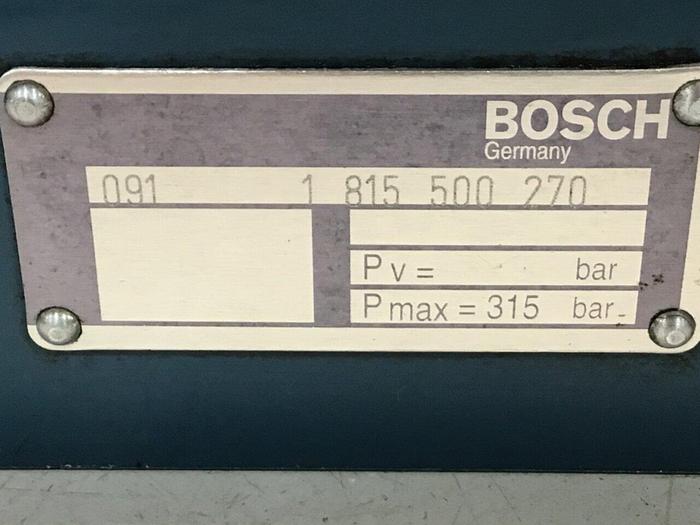 BOSCH
Germany
091 1 815 500 270
Pv = bar
Pmax = 315 bar